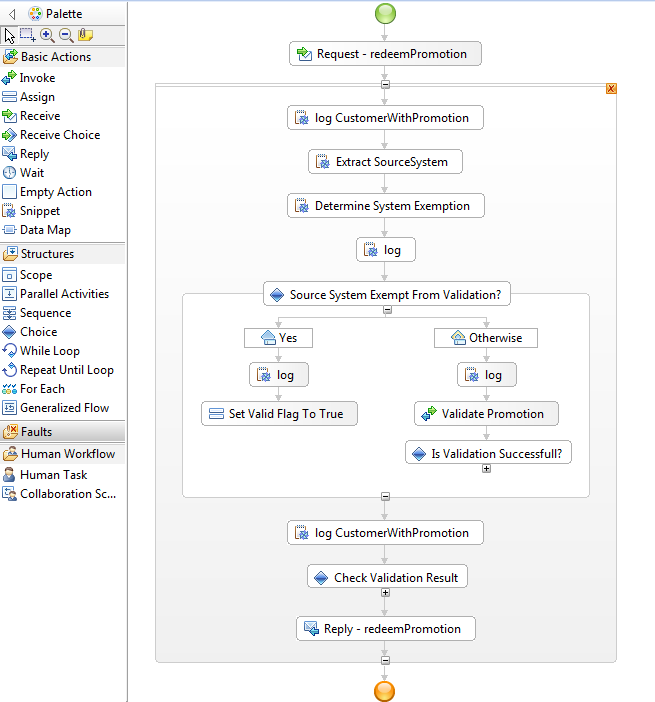 Palette
Basic Actions
Invoke
Assign
Receive
Receive Choice
Reply
Wait
Empty Action
Snippet
Data Map
Structures
Scope
Parallel Activities
Sequence
Choice
While Loop
Repeat Until Loop
For Each
Generalized Flow
Faults
Human Workflow
Human Task
Collaboration Sc...
Request - redeemPromotion
log CustomerWithPromotion
Extract SourceSystem
Determine System Exemption
log
Source System Exempt From Validation?
Yes
Otherwise
log
log
Set Valid Flag To True
Validate Promotion
Is Validation Successfull?
log CustomerWithPromotion
Check Validation Result
Reply - redeemPromotion